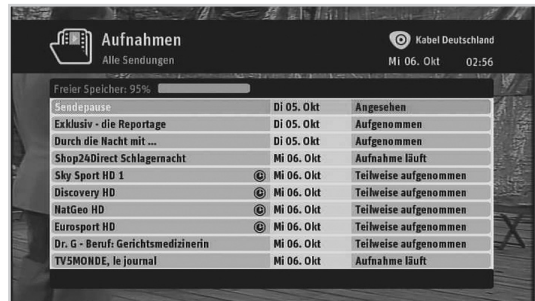 Aufnahmen
Kabel Deutschland
Alle Sendungen
Mi 06. Okt 02:56
Freier Speicher: 95%
Sendepause Di 05. Okt Angesehen
Exklusiv - die Reportage Di 05. Okt Aufgenommen
Durch die Nacht mit ... Di 05. Okt Aufgenommen
Shop24Direct Schlagernacht Mi 06. Okt Aufnahme läuft
Sky Sport HD 1 © Mi 06. Okt Teilweise aufgenommen
Discovery HD © Mi 06. Okt Teilweise aufgenommen
NatGeo HD © Mi 06. Okt Teilweise aufgenommen
Eurosport HD © Mi 06. Okt Teilweise aufgenommen
Dr. G - Beruf: Gerichtsmedizinerin Mi 06. Okt Teilweise aufgenommen
TV5MONDE, le journal Mi 06. Okt Aufnahme läuft